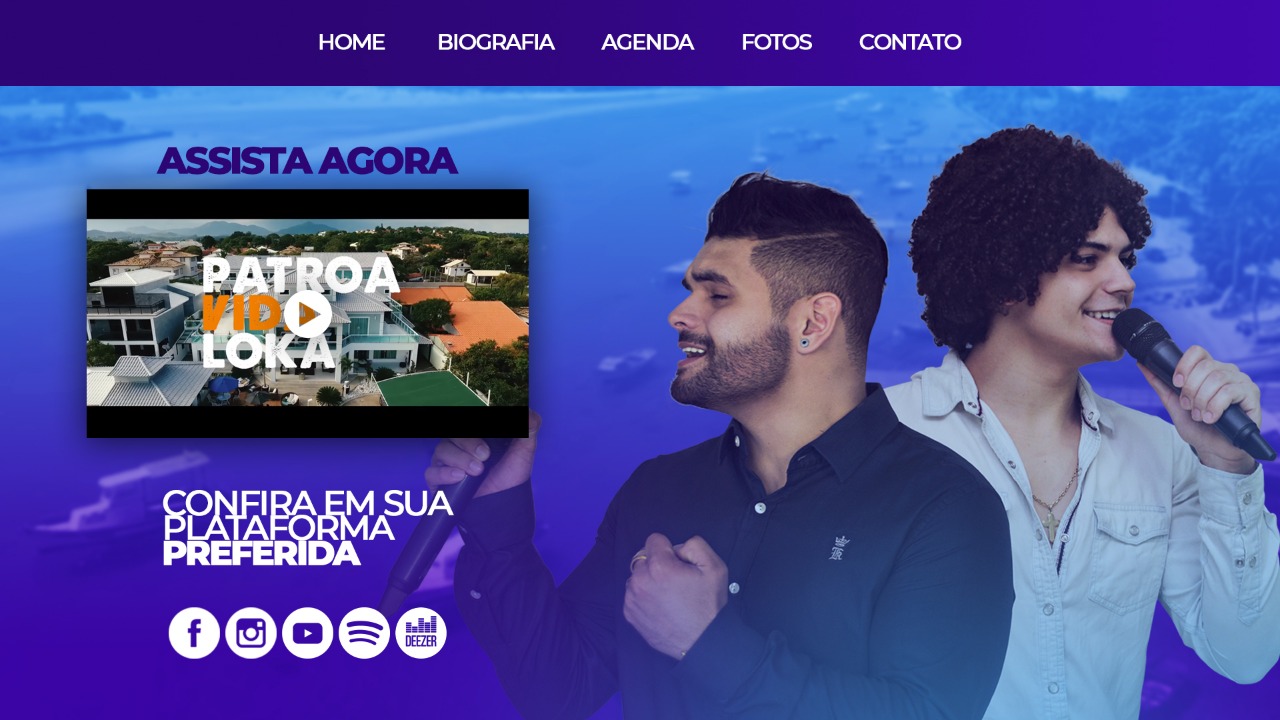 HOME BIOGRAFIA AGENDA FOTOS CONTATO
ASSISTA AGORA
PATROA
VIDA
LOKA
CONFIRA EM SUA
PLATAFORMA
PREFERIDA
DEEZER